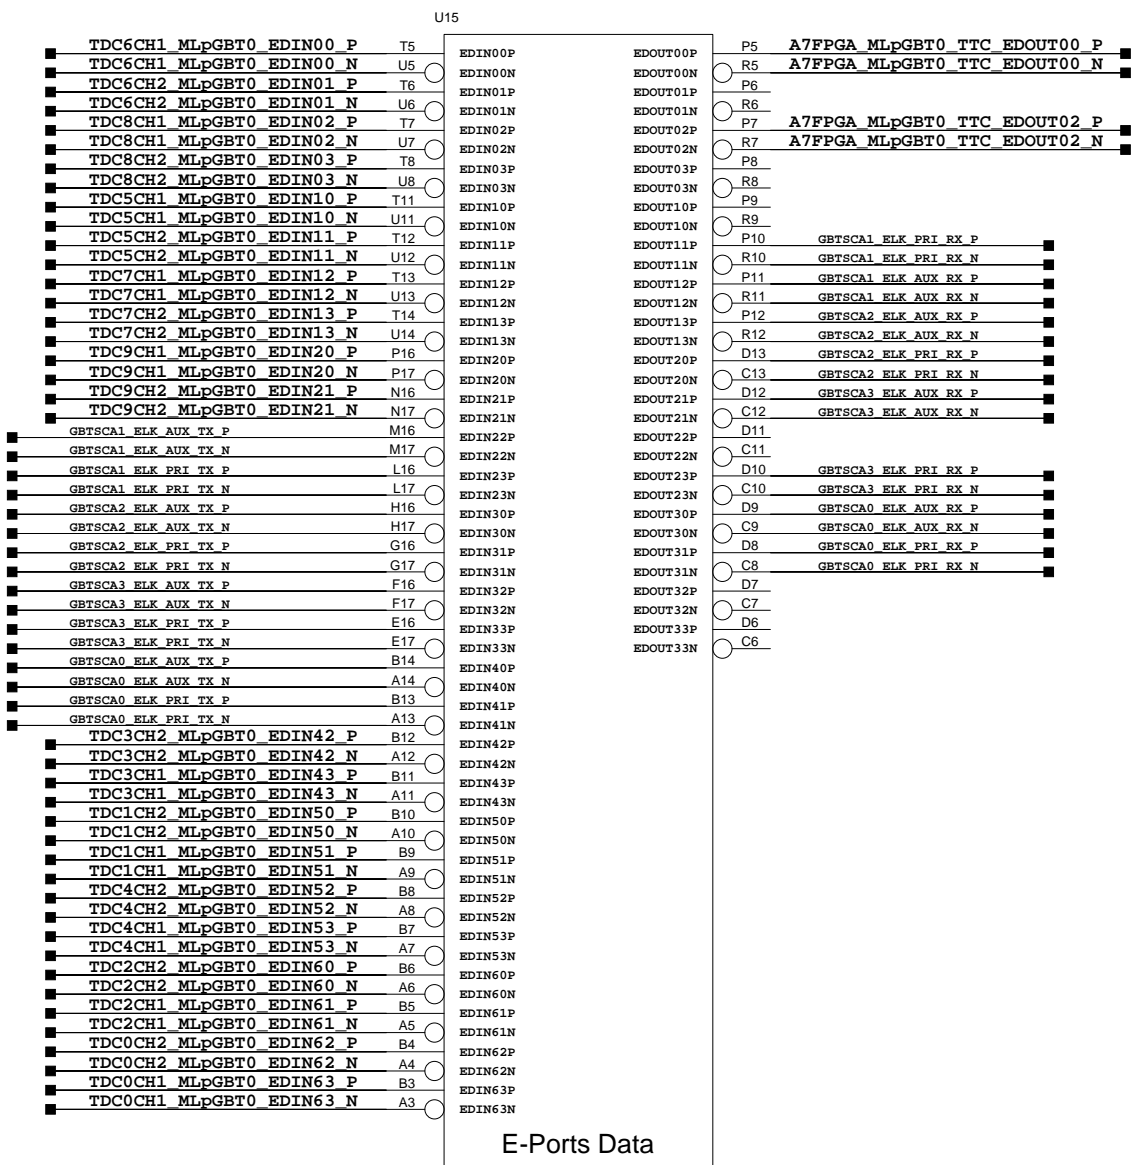 U15
TDC6CH1_MLpGBT0_EDIN00_P T5 EDIN00P EDOUT00P P5 A7FPGA_MLpGBT0_TTC_EDOUT00_P
TDC6CH1_MLpGBT0_EDIN00_N U5 EDIN00N EDOUT00N R5 A7FPGA_MLpGBT0_TTC_EDOUT00_N
TDC6CH2_MLpGBT0_EDIN01_P T6 EDIN01P EDOUT01P P6
TDC6CH2_MLpGBT0_EDIN01_N U6 EDIN01N EDOUT01N R6
TDC8CH1_MLpGBT0_EDIN02_P T7 EDIN02P EDOUT02P P7 A7FPGA_MLpGBT0_TTC_EDOUT02_P
TDC8CH1_MLpGBT0_EDIN02_N U7 EDIN02N EDOUT02N R7 A7FPGA_MLpGBT0_TTC_EDOUT02_N
TDC8CH2_MLpGBT0_EDIN03_P T8 EDIN03P EDOUT03P P8
TDC8CH2_MLpGBT0_EDIN03_N U8 EDIN03N EDOUT03N R8
TDC5CH1_MLpGBT0_EDIN10_P T11 EDIN10P EDOUT10P P9
TDC5CH1_MLpGBT0_EDIN10_N U11 EDIN10N EDOUT10N R9
TDC5CH2_MLpGBT0_EDIN11_P T12 EDIN11P EDOUT11P P10 GBTSCA1_ELK_PRI_RX_P
TDC5CH2_MLpGBT0_EDIN11_N U12 EDIN11N EDOUT11N R10 GBTSCA1_ELK_PRI_RX_N
TDC7CH1_MLpGBT0_EDIN12_P T13 EDIN12P EDOUT12P P11 GBTSCA1_ELK_AUX_RX_P
TDC7CH1_MLpGBT0_EDIN12_N U13 EDIN12N EDOUT12N R11 GBTSCA1_ELK_AUX_RX_N
TDC7CH2_MLpGBT0_EDIN13_P T14 EDIN13P EDOUT13P P12 GBTSCA2_ELK_AUX_RX_P
TDC7CH2_MLpGBT0_EDIN13_N U14 EDIN13N EDOUT13N R12 GBTSCA2_ELK_AUX_RX_N
TDC9CH1_MLpGBT0_EDIN20_P P16 EDIN20P EDOUT20P D13 GBTSCA2_ELK_PRI_RX_P
TDC9CH1_MLpGBT0_EDIN20_N P17 EDIN20N EDOUT20N C13 GBTSCA2_ELK_PRI_RX_N
TDC9CH2_MLpGBT0_EDIN21_P N16 EDIN21P EDOUT21P D12 GBTSCA3_ELK_AUX_RX_P
TDC9CH2_MLpGBT0_EDIN21_N N17 EDIN21N EDOUT21N C12 GBTSCA3_ELK_AUX_RX_N
GBTSCA1_ELK_AUX_TX_P M16 EDIN22P EDOUT22P D11
GBTSCA1_ELK_AUX_TX_N M17 EDIN22N EDOUT22N C11
GBTSCA1_ELK_PRI_TX_P L16 EDIN23P EDOUT23P D10 GBTSCA3_ELK_PRI_RX_P
GBTSCA1_ELK_PRI_TX_N L17 EDIN23N EDOUT23N C10 GBTSCA3_ELK_PRI_RX_N
GBTSCA2_ELK_AUX_TX_P H16 EDIN30P EDOUT30P D9 GBTSCA0_ELK_AUX_RX_P
GBTSCA2_ELK_AUX_TX_N H17 EDIN30N EDOUT30N C9 GBTSCA0_ELK_AUX_RX_N
GBTSCA2_ELK_PRI_TX_P G16 EDIN31P EDOUT31P D8 GBTSCA0_ELK_PRI_RX_P
GBTSCA2_ELK_PRI_TX_N G17 EDIN31N EDOUT31N C8 GBTSCA0_ELK_PRI_RX_N
GBTSCA3_ELK_AUX_TX_P F16 EDIN32P EDOUT32P D7
GBTSCA3_ELK_AUX_TX_N F17 EDIN32N EDOUT32N C7
GBTSCA3_ELK_PRI_TX_P E16 EDIN33P EDOUT33P D6
GBTSCA3_ELK_PRI_TX_N E17 EDIN33N EDOUT33N C6
GBTSCA0_ELK_AUX_TX_P B14 EDIN40P
GBTSCA0_ELK_AUX_TX_N A14 EDIN40N
GBTSCA0_ELK_PRI_TX_P B13 EDIN41P
GBTSCA0_ELK_PRI_TX_N A13 EDIN41N
TDC3CH2_MLpGBT0_EDIN42_P B12 EDIN42P
TDC3CH2_MLpGBT0_EDIN42_N A12 EDIN42N
TDC3CH1_MLpGBT0_EDIN43_P B11 EDIN43P
TDC3CH1_MLpGBT0_EDIN43_N A11 EDIN43N
TDC1CH2_MLpGBT0_EDIN50_P B10 EDIN50P
TDC1CH2_MLpGBT0_EDIN50_N A10 EDIN50N
TDC1CH1_MLpGBT0_EDIN51_P B9 EDIN51P
TDC1CH1_MLpGBT0_EDIN51_N A9 EDIN51N
TDC4CH2_MLpGBT0_EDIN52_P B8 EDIN52P
TDC4CH2_MLpGBT0_EDIN52_N A8 EDIN52N
TDC4CH1_MLpGBT0_EDIN53_P B7 EDIN53P
TDC4CH1_MLpGBT0_EDIN53_N A7 EDIN53N
TDC2CH2_MLpGBT0_EDIN60_P B6 EDIN60P
TDC2CH2_MLpGBT0_EDIN60_N A6 EDIN60N
TDC2CH1_MLpGBT0_EDIN61_P B5 EDIN61P
TDC2CH1_MLpGBT0_EDIN61_N A5 EDIN61N
TDC0CH2_MLpGBT0_EDIN62_P B4 EDIN62P
TDC0CH2_MLpGBT0_EDIN62_N A4 EDIN62N
TDC0CH1_MLpGBT0_EDIN63_P B3 EDIN63P
TDC0CH1_MLpGBT0_EDIN63_N A3 EDIN63N
E-Ports Data